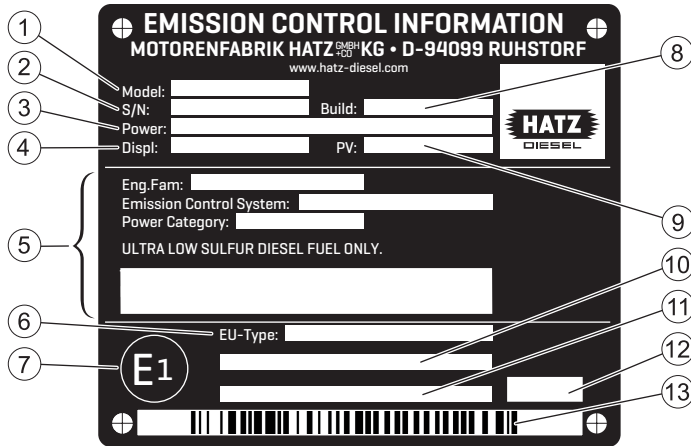 EMISSION CONTROL INFORMATION
MOTORENFABRIK HATZ GMBH +CO KG • D-94099 RUHSTORF
www.hatz-diesel.com
1
Model:
2
S/N:
Build:
8
3
Power:
4
Displ:
PV:
9
HATZ
DIESEL
5
Eng.Fam:
Emission Control System:
Power Category:
ULTRA LOW SULFUR DIESEL FUEL ONLY.
10
6
EU-Type:
11
7
E1
12
13